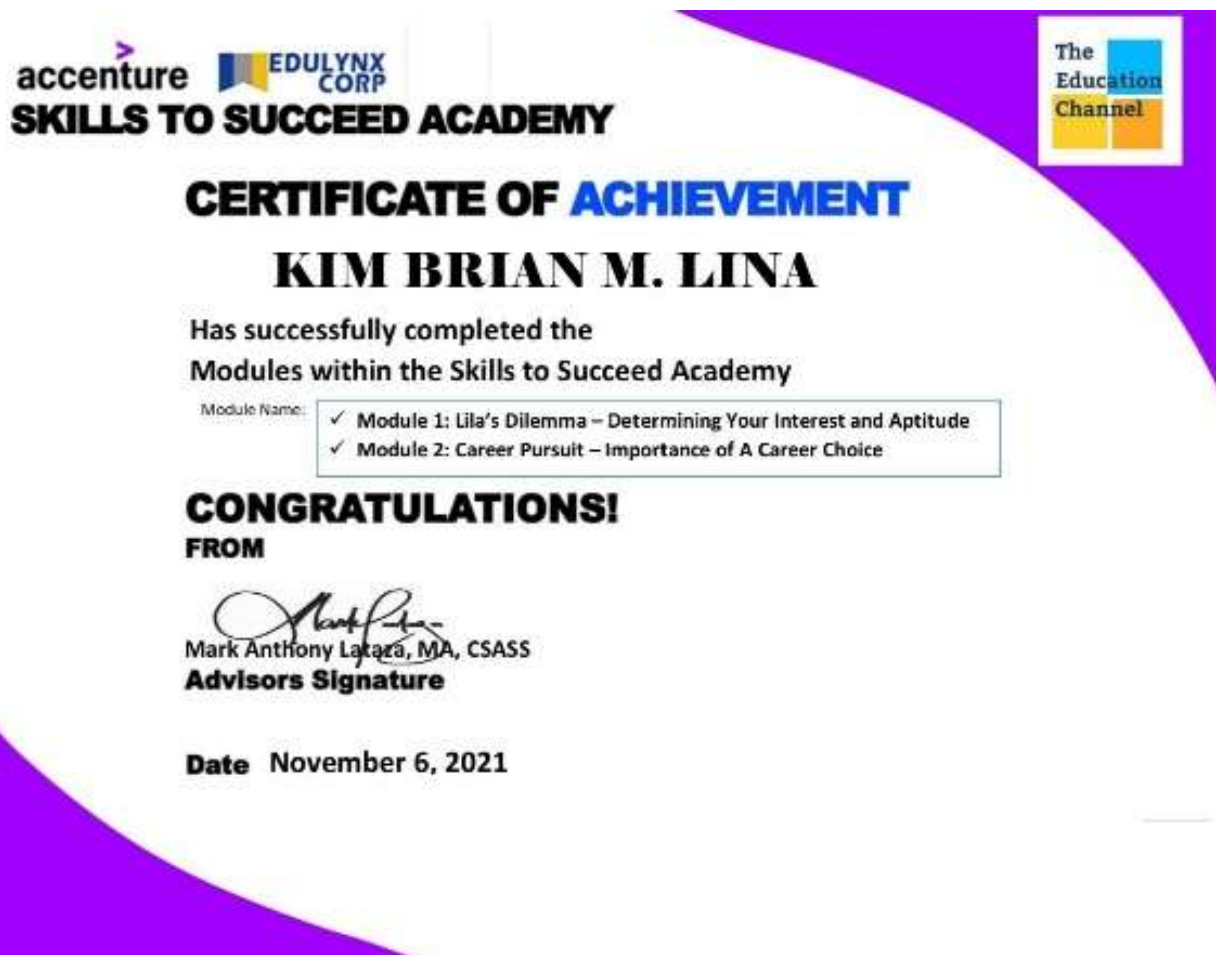 accenture EDULYNX CORP
SKILLS TO SUCCEED ACADEMY
The
Education
Channel
CERTIFICATE OF ACHIEVEMENT
KIM BRIAN M. LINA
Has successfully completed the
Modules within the Skills to Succeed Academy
Module Name:
✓ Module 1: Lila's Dilemma – Determining Your Interest and Aptitude
✓ Module 2: Career Pursuit – Importance of A Career Choice
CONGRATULATIONS!
FROM
Mark Anthony Lataza, MA, CSASS
Advisors Signature
Date November 6, 2021